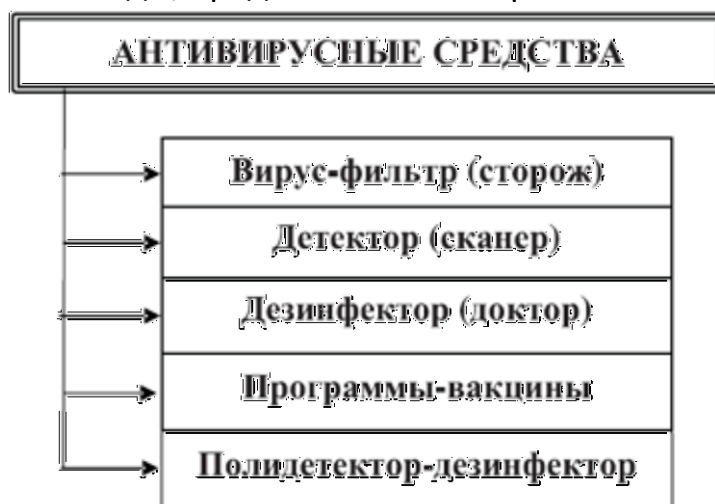 АНТИВИРУСНЫЕ СРЕДСТВА
Вирус-фильтр (сторож)
Детектор (сканер)
Дезинфектор (доктор)
Программы-вакцины
Полидетектор-дезинфектор